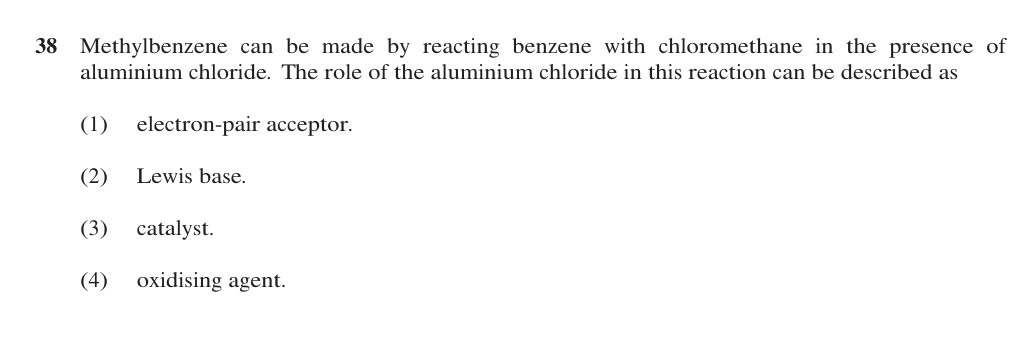 38 Methylbenzene can be made by reacting benzene with chloromethane in the presence of
aluminium chloride. The role of the aluminium chloride in this reaction can be described as
(1) electron-pair acceptor.
(2) Lewis base.
(3) catalyst.
(4) oxidising agent.